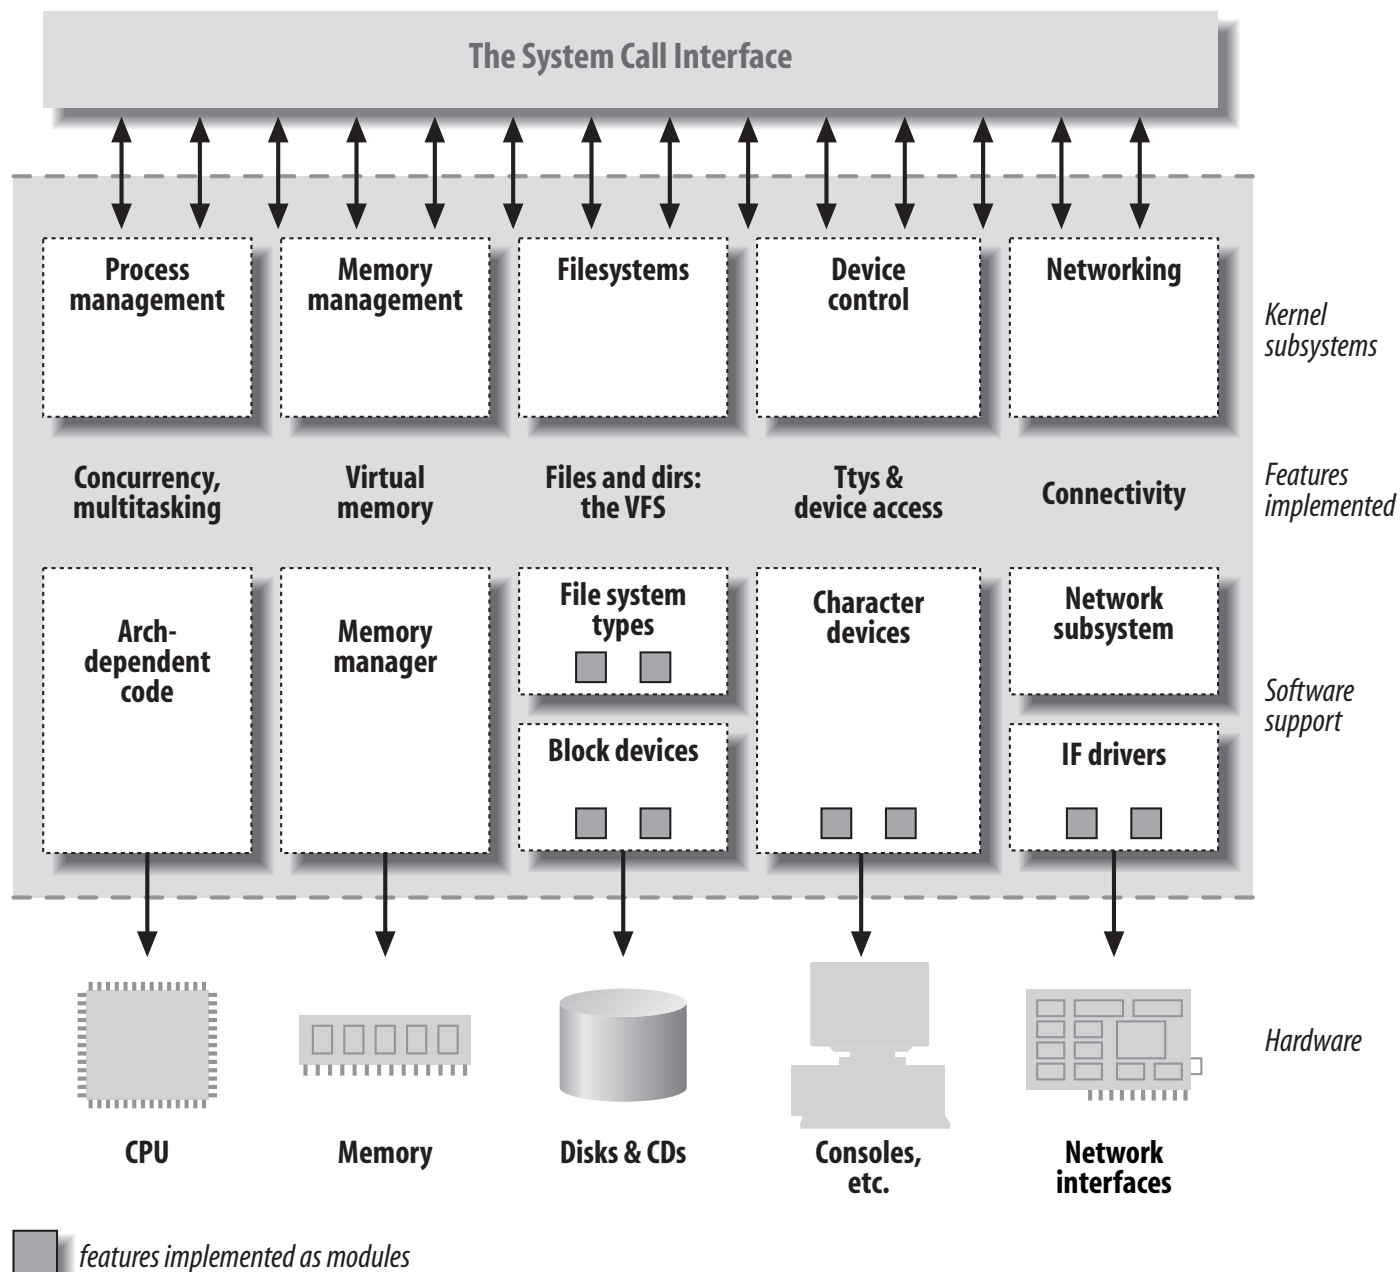 The System Call Interface
Process
management
Memory
management
Filesystems
Device
control
Networking
Kernel
subsystems
Concurrency,
multitasking
Virtual
memory
Files and dirs:
the VFS
Ttys &
device access
Connectivity
Features
implemented
Arch-
dependent
code
Memory
manager
File system
types
Block devices
Character
devices
Network
subsystem
IF drivers
Software
support
Hardware
CPU
Memory
Disks & CDs
Consoles,
etc.
Network
interfaces
features implemented as modules